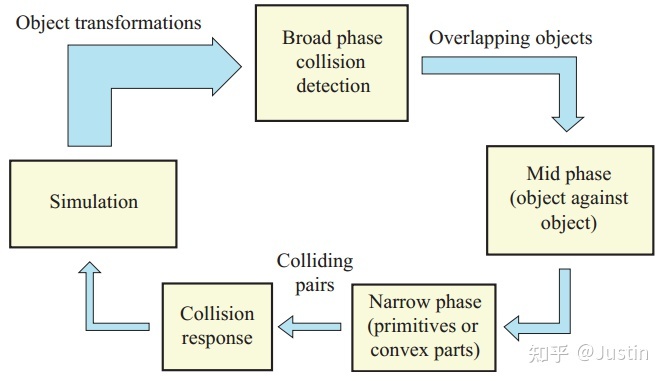 Object transformations
Broad phase
collision
detection
Overlapping objects
Mid phase
(object against
object)
Simulation
Colliding
pairs
Collision
response
Narrow phase
(primitives or
convex parts)
知乎 @Justin